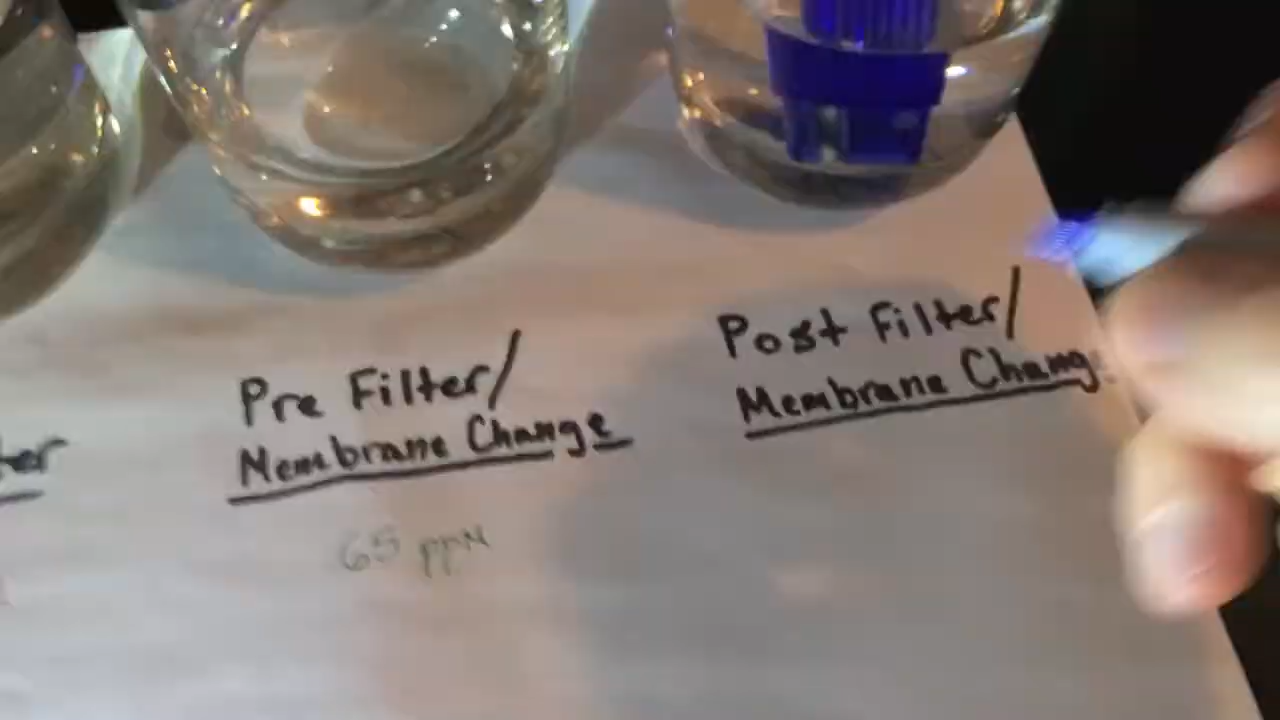 Pre Filter/
Membrane Change
65 ppm
Post Filter/
Membrane Change